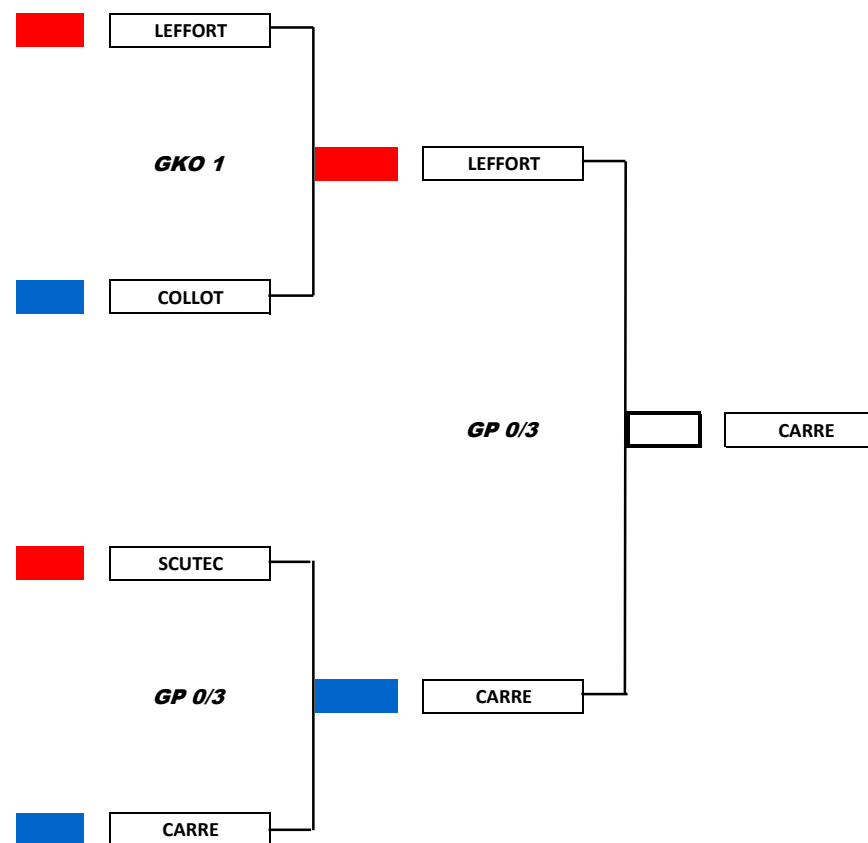 LEFFORT
GKO 1
LEFFORT
COLLOT
GP 0/3
CARRE
SCUTEC
GP 0/3
CARRE
CARRE